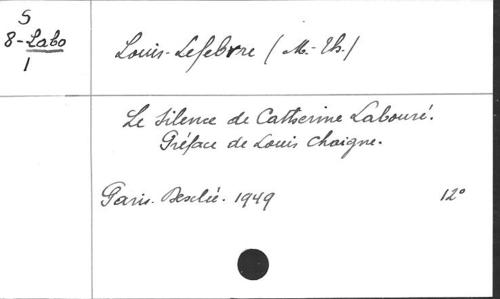 S
8-Labo
1
Louis-Lefebvre (M.-Th.)
Le Silence de Catherine Labouré.
Préface de Louis Chaigne.
Paris. Desclée. 1949 12°